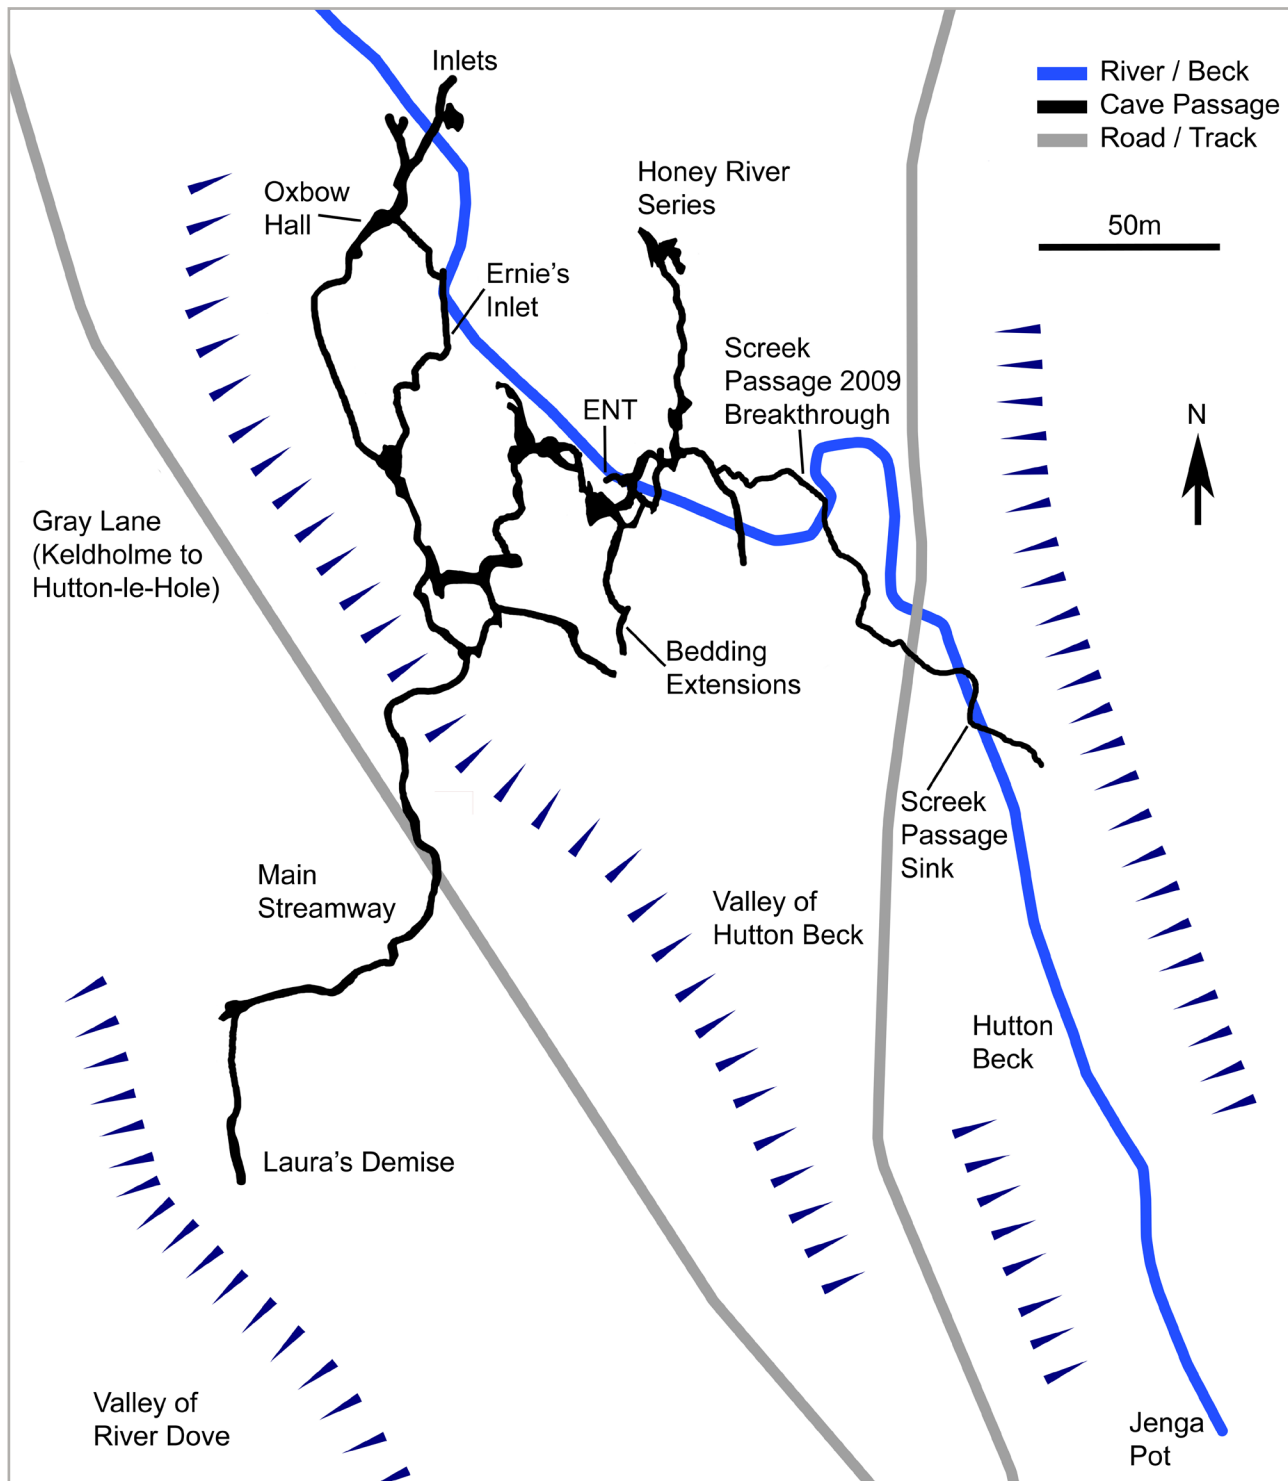 Inlets
River / Beck
Cave Passage
Road / Track
Oxbow
Hall
Honey River
Series
50m
Ernie's
Inlet
Screek
Passage 2009
Breakthrough
ENT
N
Gray Lane
(Keldholme to
Hutton-le-Hole)
Bedding
Extensions
Screek
Passage
Sink
Main
Streamway
Valley of
Hutton Beck
Hutton
Beck
Laura's Demise
Valley of
River Dove
Jenga
Pot